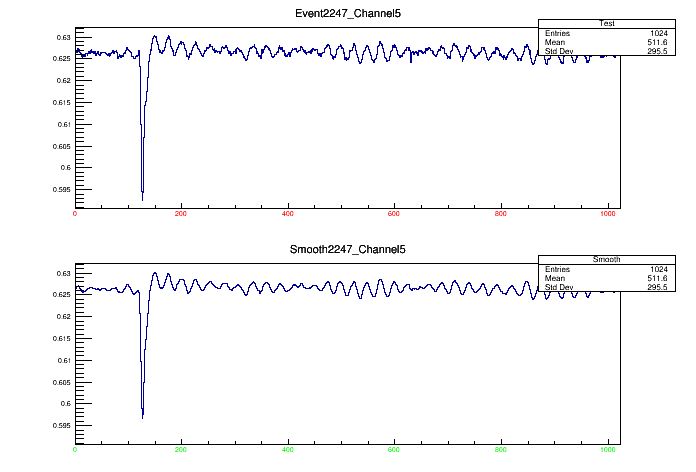 Event2247_Channel5
Test
Entries 1024
Mean 511.6
Std Dev 295.5
0.63
0.625
0.62
0.615
0.61
0.605
0.6
0.595
0 200 400 600 800 1000
Smooth2247_Channel5
Smooth
Entries 1024
Mean 511.6
Std Dev 295.5
0.63
0.625
0.62
0.615
0.61
0.605
0.6
0.595
0 200 400 600 800 1000